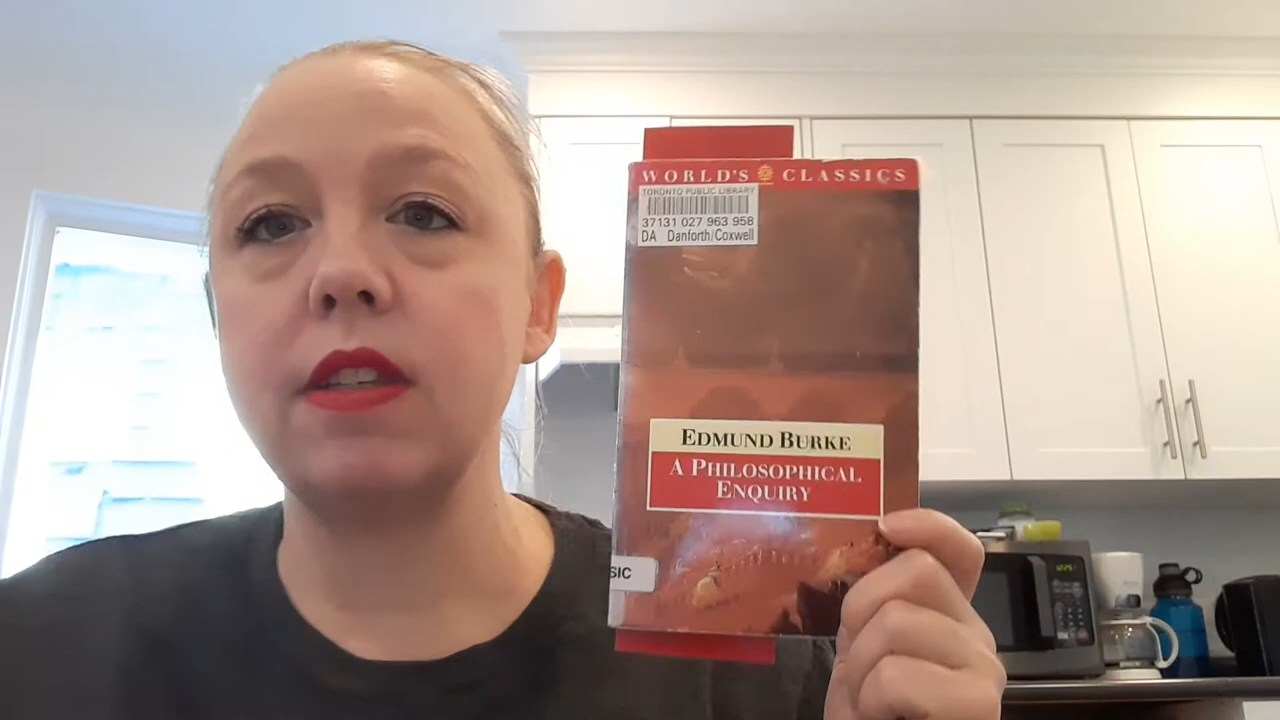 WORLD'S CLASSICS
TORONTO PUBLIC LIBRARY
37131 027 963 958
DA Danforth/Coxwell
EDMUND BURKE
A PHILOSOPHICAL
ENQUIRY
SIC